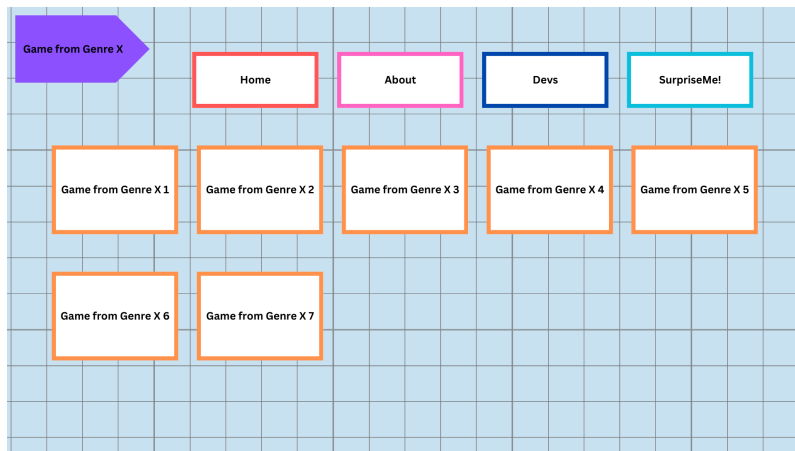 Game from Genre X
Home
About
Devs
SurpriseMe!
Game from Genre X 1
Game from Genre X 2
Game from Genre X 3
Game from Genre X 4
Game from Genre X 5
Game from Genre X 6
Game from Genre X 7